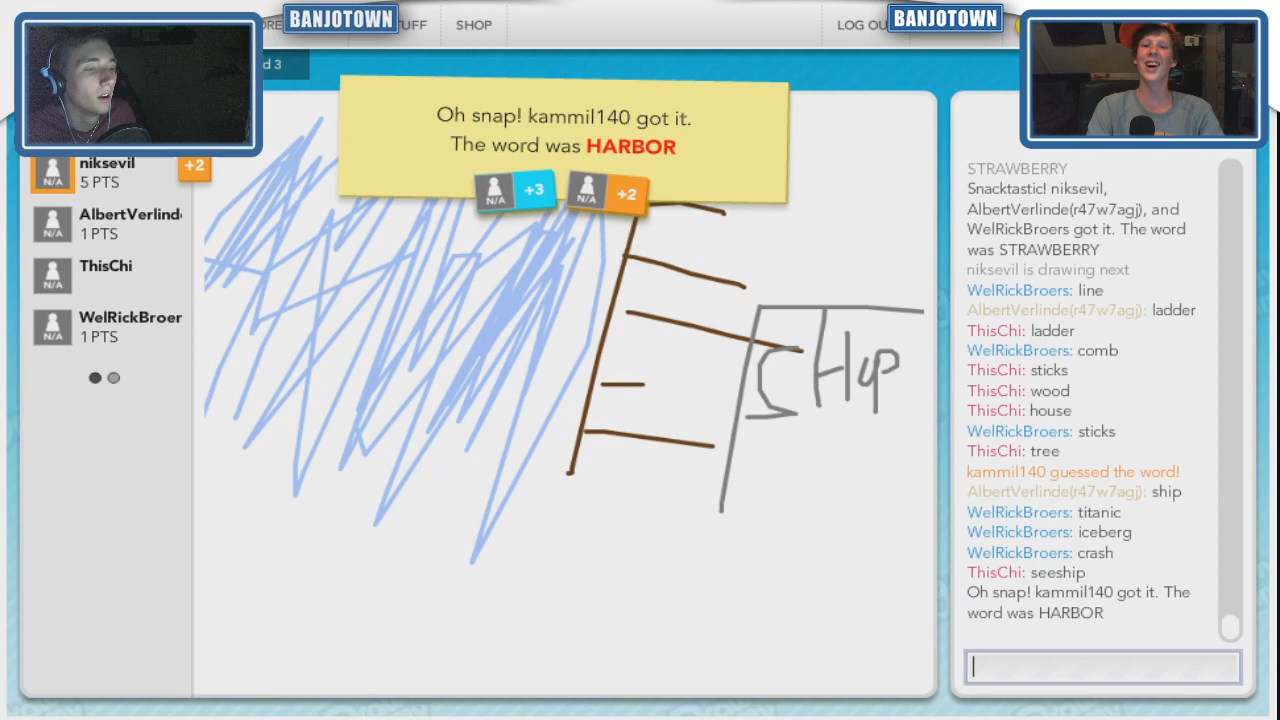 BANJOTOWN
BANJOTOWN
UFF
SHOP
LOG OU
d 3
Oh snap! kammil140 got it.
The word was HARBOR
N/A +3
N/A +2
N/A niksevil +2
5 PTS
N/A AlbertVerlind
1 PTS
N/A ThisChi
N/A WelRickBroer
1 PTS
SHIP
STRAWBERRY
Snacktastic! niksevil,
AlbertVerlinde(r47w7agj), and
WelRickBroers got it. The word
was STRAWBERRY
niksevil is drawing next
WelRickBroers: line
AlbertVerlinde(r47w7agj): ladder
ThisChi: ladder
WelRickBroers: comb
ThisChi: sticks
ThisChi: wood
ThisChi: house
WelRickBroers: sticks
ThisChi: tree
kammil140 guessed the word!
AlbertVerlinde(r47w7agj): ship
WelRickBroers: titanic
WelRickBroers: iceberg
WelRickBroers: crash
ThisChi: seeship
Oh snap! kammil140 got it. The
word was HARBOR